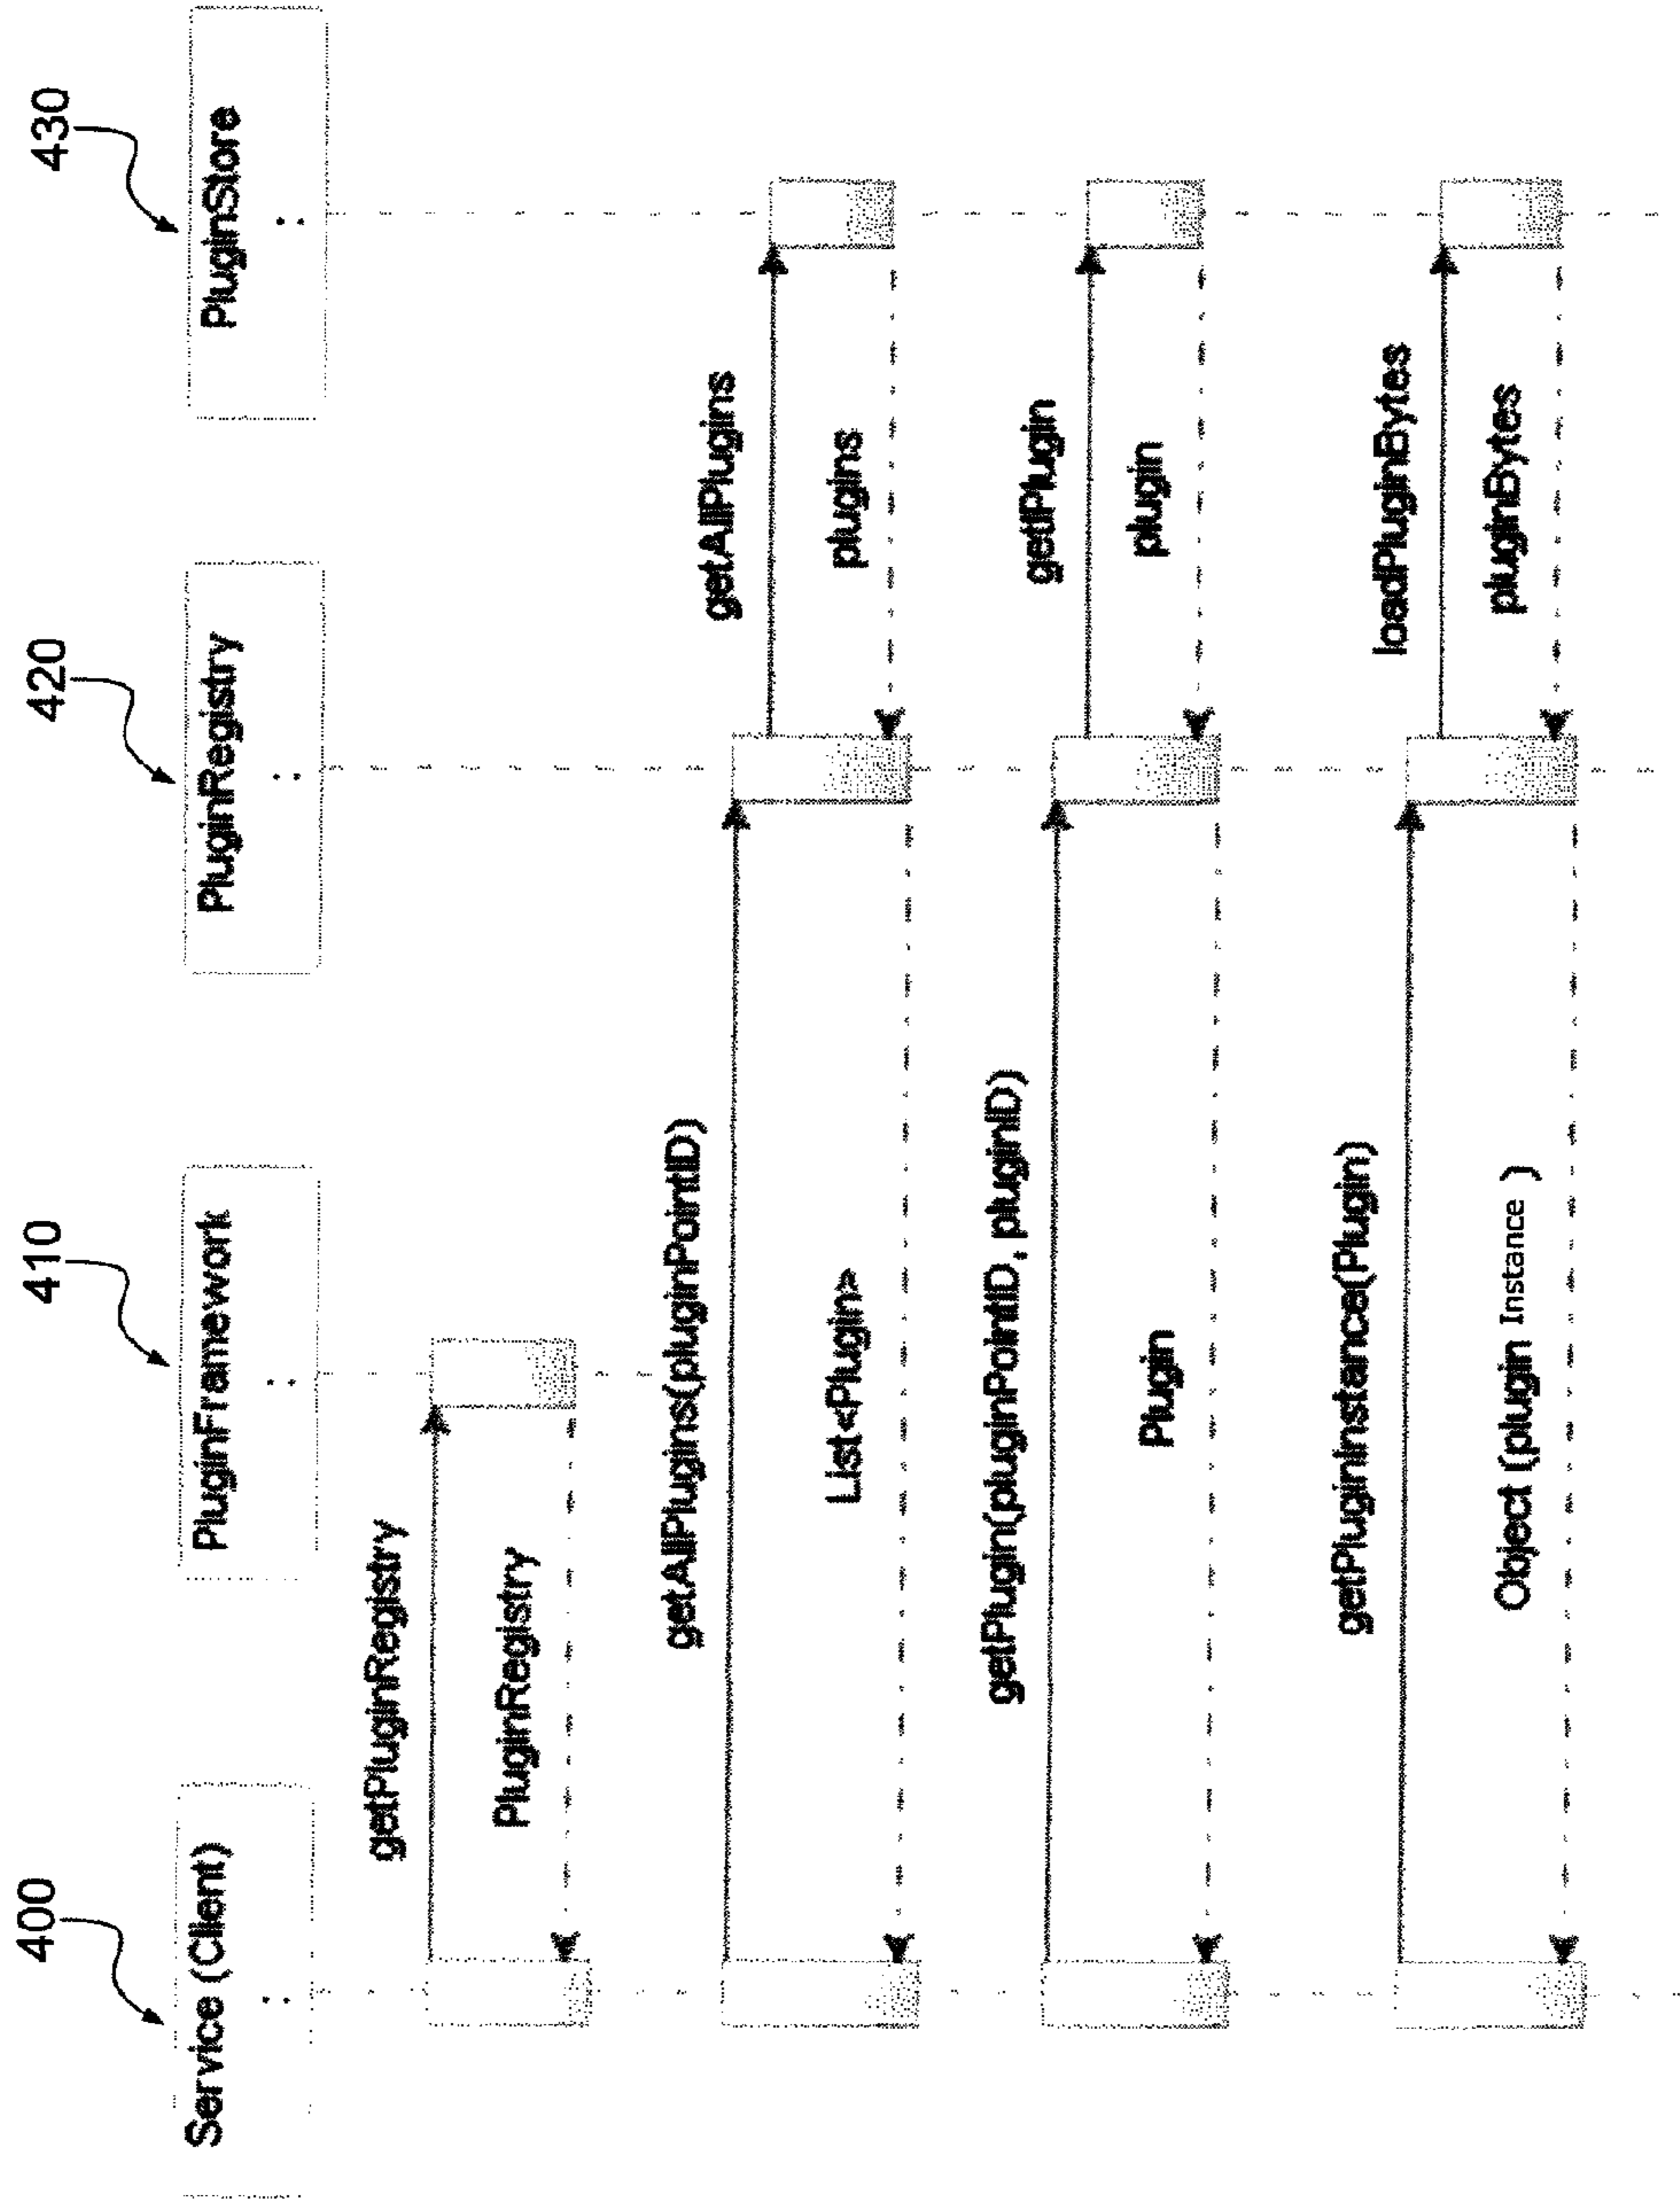 400
410
420
430
Service (Client)
PluginFramework
PluginRegistry
PluginStore
:
:
:
:
getPluginRegistry
PluginRegistry
getAllPlugins(pluginPointID)
getAllPlugins
List<Plugin>
plugins
getPlugin(pluginPointID, pluginID)
getPlugin
Plugin
plugin
getPluginInstance(Plugin)
loadPluginBytes
Object (plugin Instance )
pluginBytes